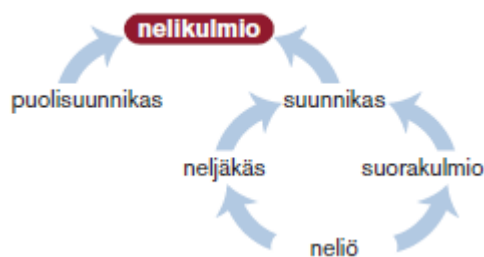 nelikulmio
puolisuunnikas
suunnikas
neljäkäs
suorakulmio
neliö